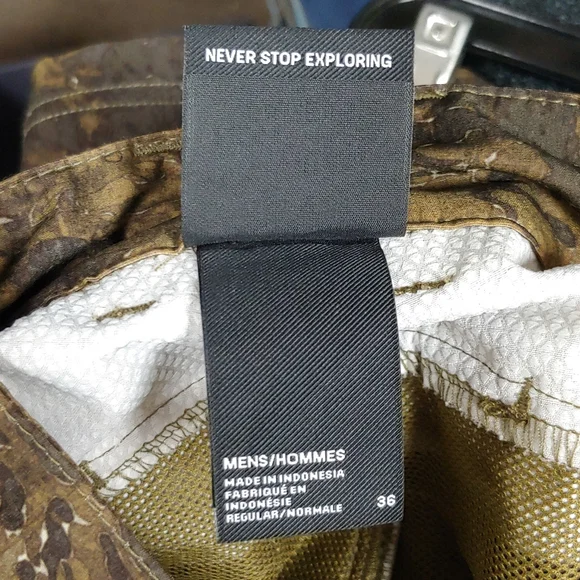 NEVER STOP EXPLORING
MENS/HOMMES
MADE IN INDONESIA
FABRIQUÉ EN
INDONÉSIE
REGULAR/NORMALE
36